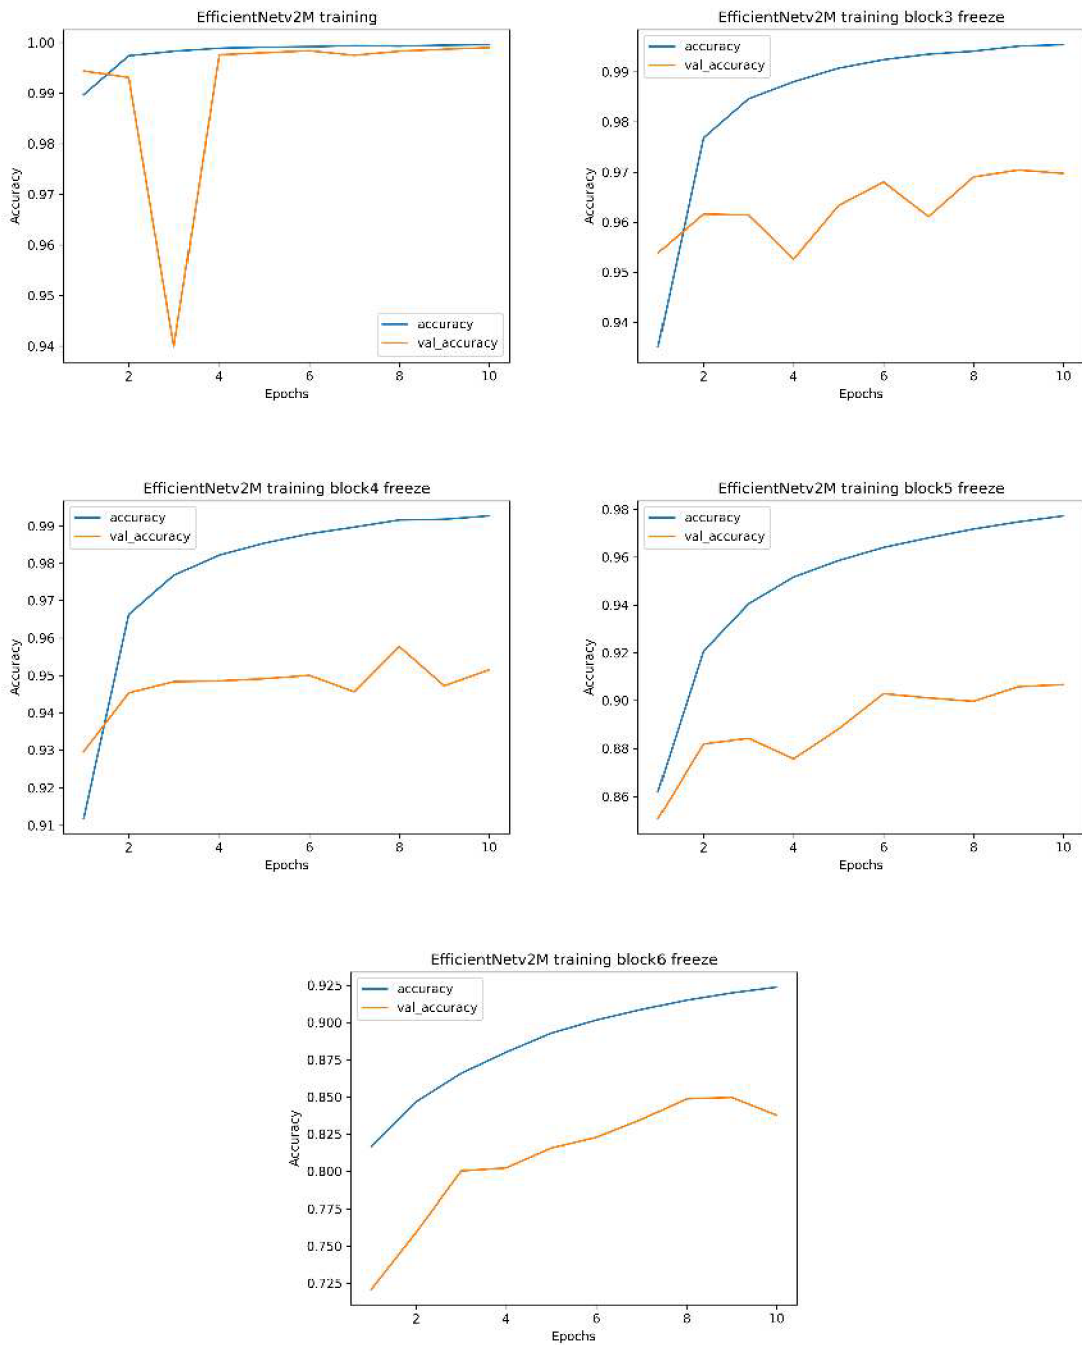 EfficientNetv2M training
1.00
0.99
0.98
0.97
0.96
0.95
0.94
Accuracy
accuracy
val_accuracy
2 4 6 8 10
Epochs
EfficientNetv2M training block3 freeze
accuracy
val_accuracy
0.99
0.98
0.97
0.96
0.95
0.94
Accuracy
2 4 6 8 10
Epochs
EfficientNetv2M training block4 freeze
accuracy
val_accuracy
0.99
0.98
0.97
0.96
0.95
0.94
0.93
0.92
0.91
Accuracy
2 4 6 8 10
Epochs
EfficientNetv2M training block5 freeze
accuracy
val_accuracy
0.98
0.96
0.94
0.92
0.90
0.88
0.86
Accuracy
2 4 6 8 10
Epochs
EfficientNetv2M training block6 freeze
accuracy
val_accuracy
0.925
0.900
0.875
0.850
0.825
0.800
0.775
0.750
0.725
Accuracy
2 4 6 8 10
Epochs